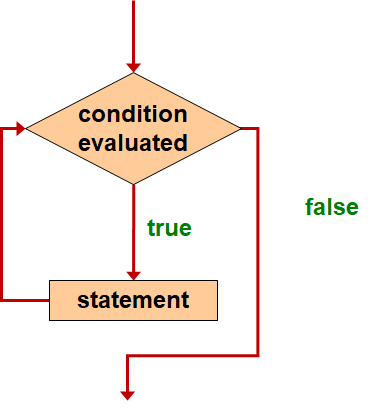 condition
evaluated
true
false
statement